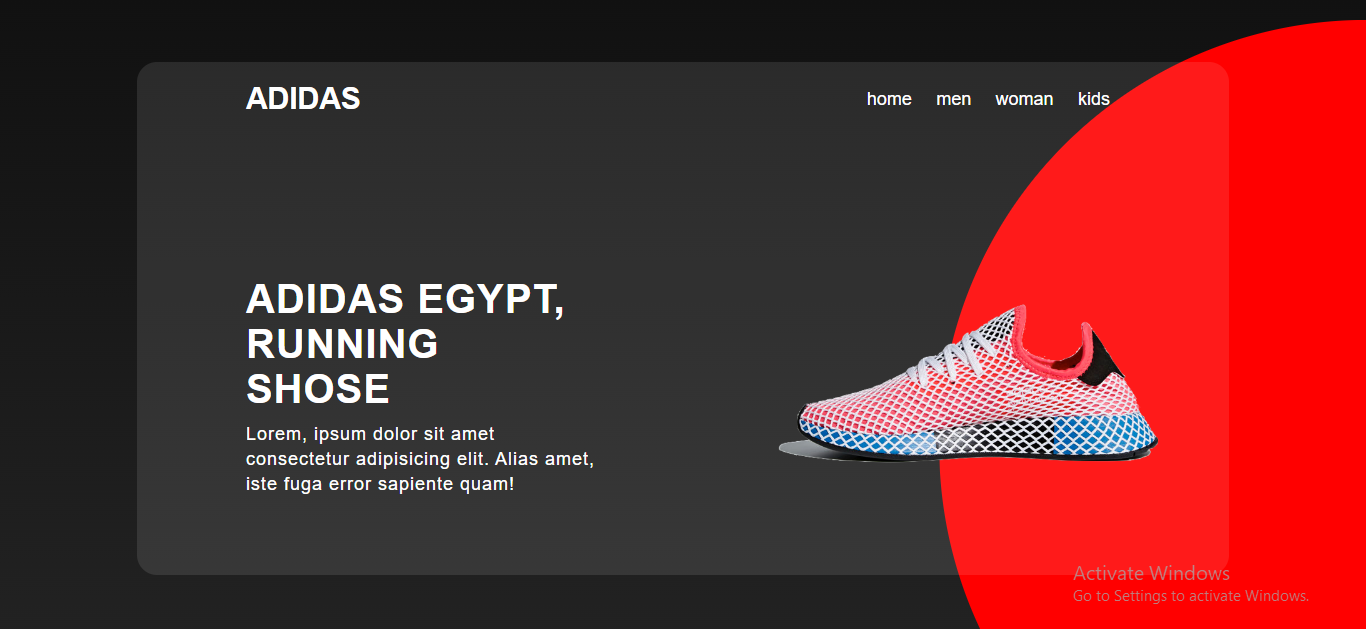 ADIDAS
home men woman kids
ADIDAS EGYPT,
RUNNING
SHOSE
Lorem, ipsum dolor sit amet
consectetur adipisicing elit. Alias amet,
iste fuga error sapiente quam!
Activate Windows
Go to Settings to activate Windows.